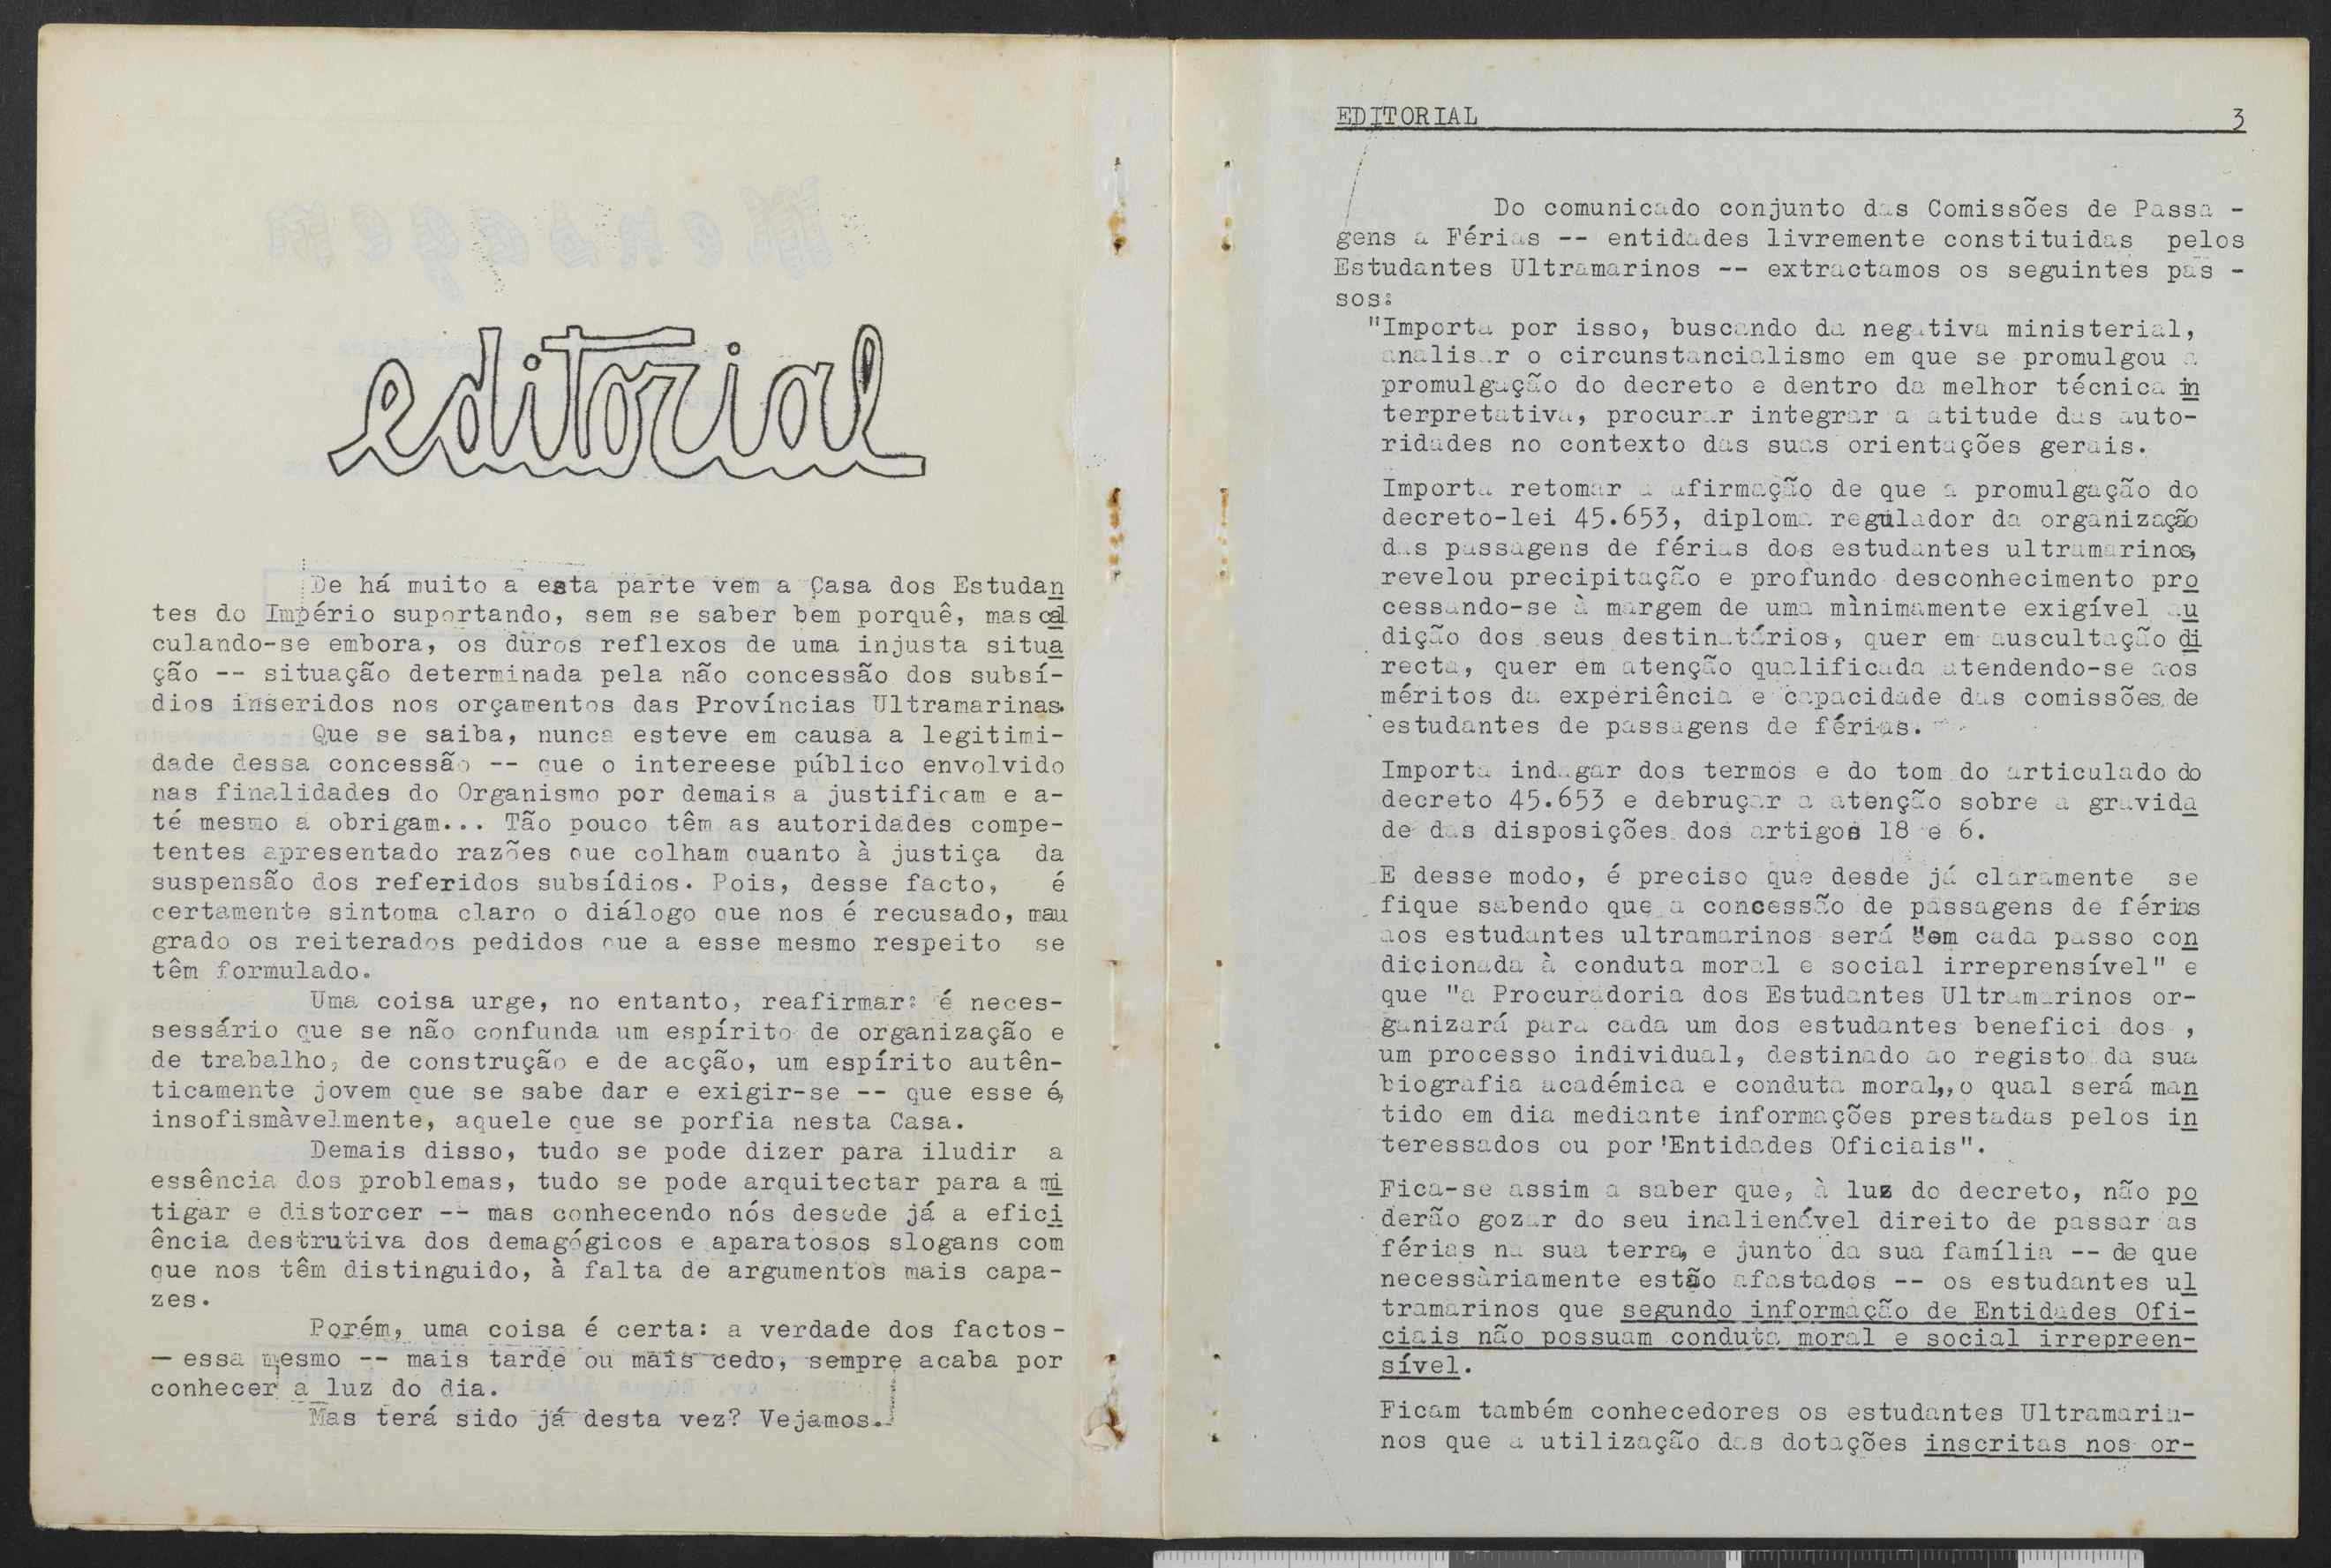 editorial
De há muito a esta parte vem a Casa dos Estudan
tes do Império suportando, sem se saber bem porquê, mas cal
culando-se embora, os duros reflexos de uma injusta situa
ção -- situação determinada pela não concessão dos subsí-
dios inseridos nos orçamentos das Províncias Ultramarinas.
Que se saiba, nunca esteve em causa a legitimi-
dade dessa concessão -- que o intereese público envolvido
nas finalidades do Organismo por demais a justificam e a-
té mesmo a obrigam... Tão pouco têm as autoridades compe-
tentes apresentado razões que colham quanto à justiça da
suspensão dos referidos subsídios. Pois, desse facto, é
certamente sintoma claro o diálogo que nos é recusado, mau
grado os reiterados pedidos que a esse mesmo respeito se
têm formulado.
Uma coisa urge, no entanto, reafirmar: é neces-
sessário que se não confunda um espírito de organização e
de trabalho, de construção e de acção, um espírito autên-
ticamente jovem que se sabe dar e exigir-se -- que esse é,
insofismàvelmente, aquele que se porfia nesta Casa.
Demais disso, tudo se pode dizer para iludir a
essência dos problemas, tudo se pode arquitectar para a mi
tigar e distorcer -- mas conhecendo nós desede já a efici
ência destrutiva dos demagógicos e aparatosos slogans com
que nos têm distinguido, à falta de argumentos mais capa-
zes.
Porém, uma coisa é certa: a verdade dos factos-
- essa mesmo -- mais tarde ou mais cedo, sempre acaba por
conhecer a luz do dia.
Mas terá sido já desta vez? Vejamos.
EDITORIAL 3
Do comunicado conjunto das Comissões de Passa -
gens a Férias -- entidades livremente constituidas pelos
Estudantes Ultramarinos -- extractamos os seguintes pas -
sos:
"Importa por isso, buscando da negativa ministerial,
analisar o circunstancialismo em que se promulgou a
promulgação do decreto e dentro da melhor técnica in
terpretativa, procurar integrar a atitude das auto-
ridades no contexto das suas orientações gerais.
Importa retomar a afirmação de que a promulgação do
decreto-lei 45.653, diploma regulador da organização
das passagens de férias dos estudantes ultramarinos,
revelou precipitação e profundo desconhecimento pro
cessando-se à margem de uma mìnimamente exigível au
dição dos seus destinatários, quer em auscultação di
recta, quer em atenção qualificada atendendo-se aos
méritos da experiência e capacidade das comissões de
estudantes de passagens de férias.
Importa indagar dos termos e do tom do articulado do
decreto 45.653 e debruçar a atenção sobre a gravida
de das disposições dos artigos 18 e 6.
E desse modo, é preciso que desde já claramente se
fique sabendo que a concessão de passagens de férias
aos estudantes ultramarinos será "em cada passo con
dicionada à conduta moral e social irreprensível" e
que "a Procuradoria dos Estudantes Ultramarinos or-
ganizará para cada um dos estudantes benefici dos ,
um processo individual, destinado ao registo da sua
biografia académica e conduta moral,,o qual será man
tido em dia mediante informações prestadas pelos in
teressados ou por'Entidades Oficiais".
Fica-se assim a saber que, à luz do decreto, não po
derão gozar do seu inalienável direito de passar as
férias na sua terra, e junto da sua família -- de que
necessàriamente estão afastados -- os estudantes ul
tramarinos que segundo informação de Entidades Ofi-
ciais não possuam conduta moral e social irrepreen-
sível.
Ficam também conhecedores os estudantes Ultramarin-
nos que a utilização das dotações inscritas nos or-